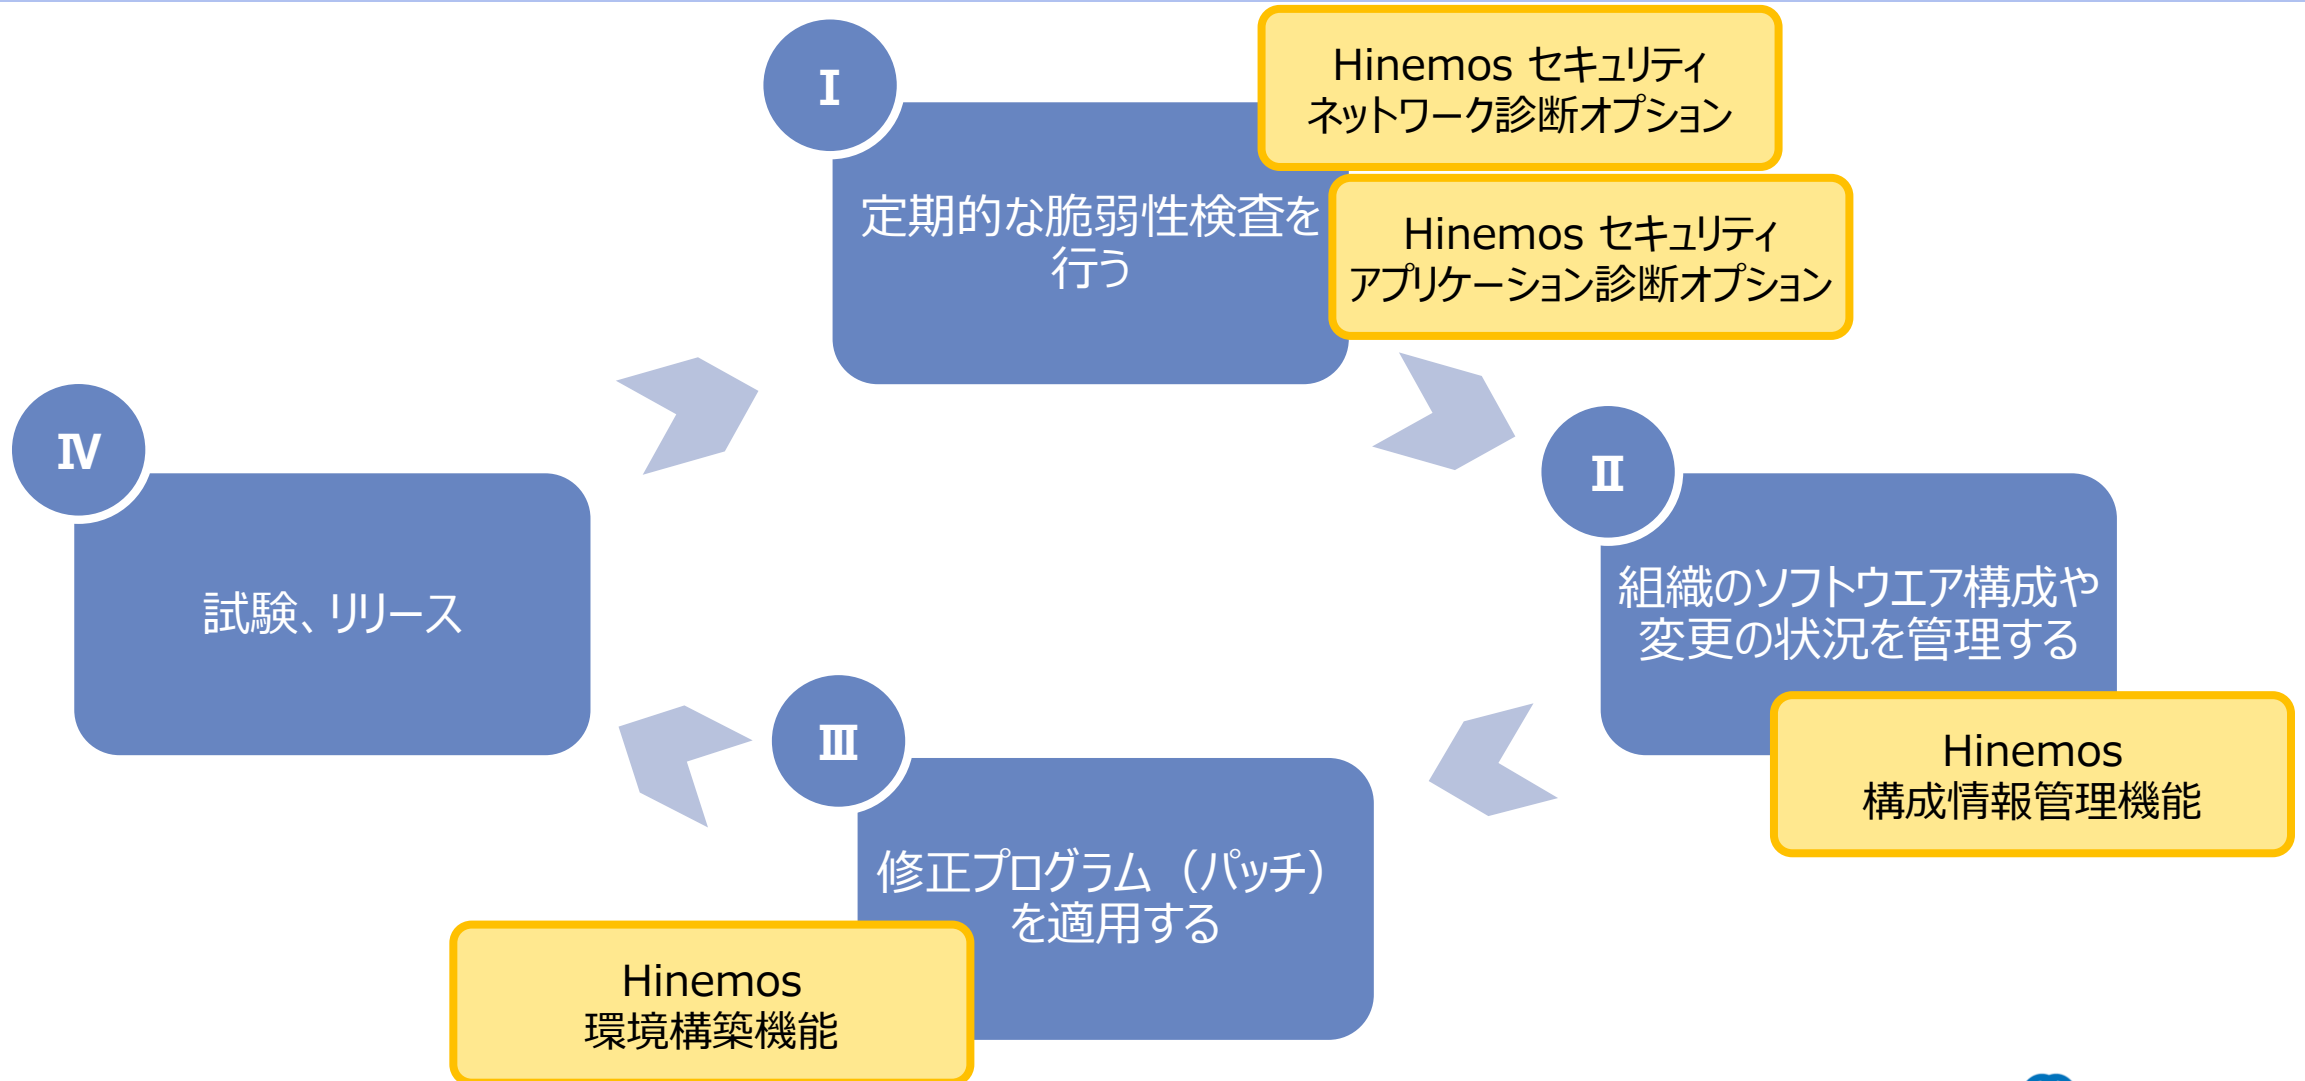 Ⅰ
定期的な脆弱性検査を
行う
Hinemos セキュリティ
ネットワーク診断オプション
Hinemos セキュリティ
アプリケーション診断オプション
Ⅱ
組織のソフトウエア構成や
変更の状況を管理する
Hinemos
構成情報管理機能
Ⅲ
修正プログラム（パッチ）
を適用する
Hinemos
環境構築機能
Ⅳ
試験、リリース